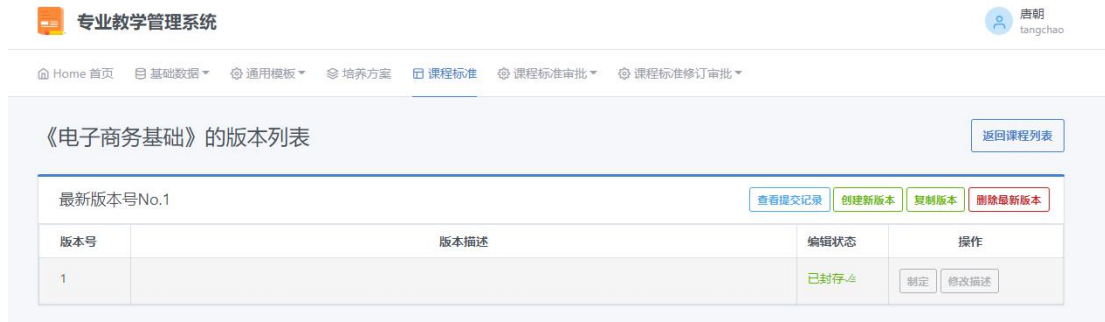 专业教学管理系统
唐朝
tangchao
Home 首页 基础数据 通用模板 培养方案 课程标准 课程标准审批 课程标准修订审批
《电子商务基础》的版本列表 返回课程列表
最新版本号No.1 查看提交记录 创建新版本 复制版本 删除最新版本
版本号 版本描述 编辑状态 操作
1 已封存 制定 修改描述